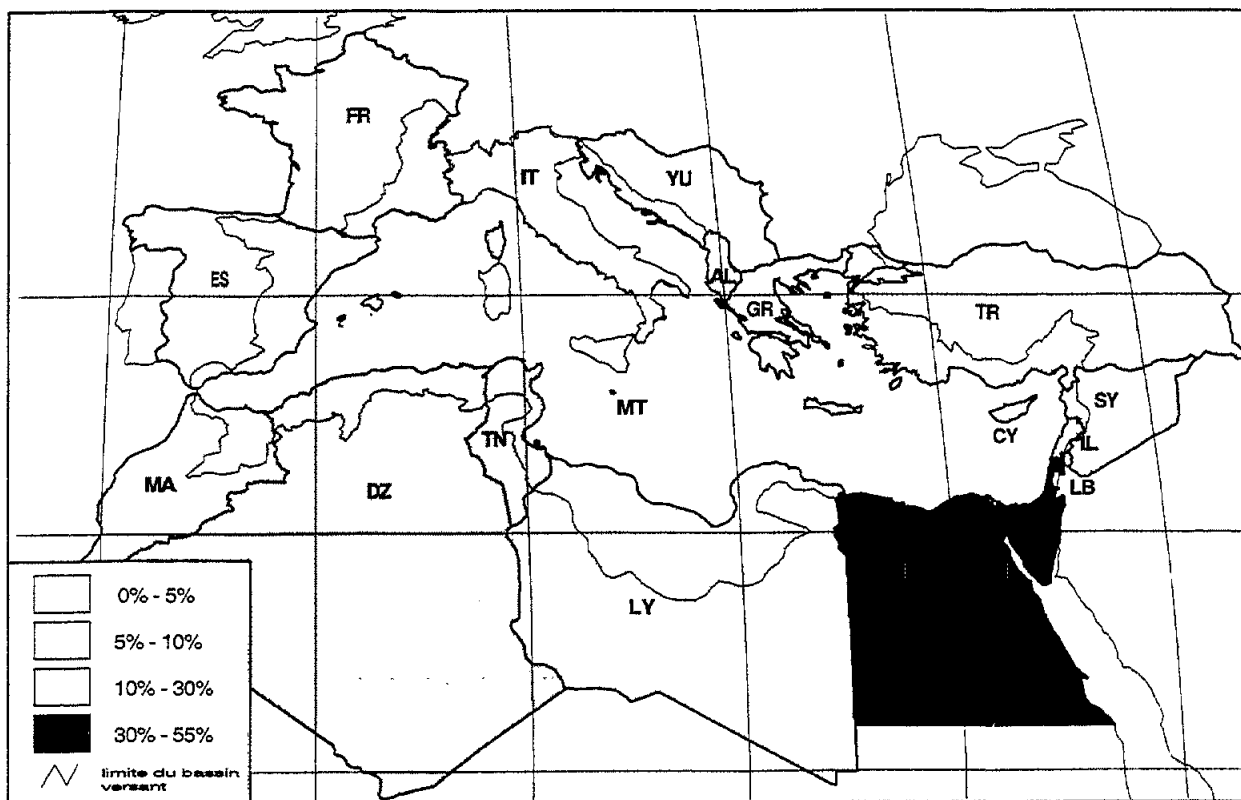 FR
IT
YU
ES
AL
GR
TR
MT
SY
CY
IL
TN
LB
MA
DZ
LY
0% - 5%
5% - 10%
10% - 30%
30% - 55%
limite du bassin
versant